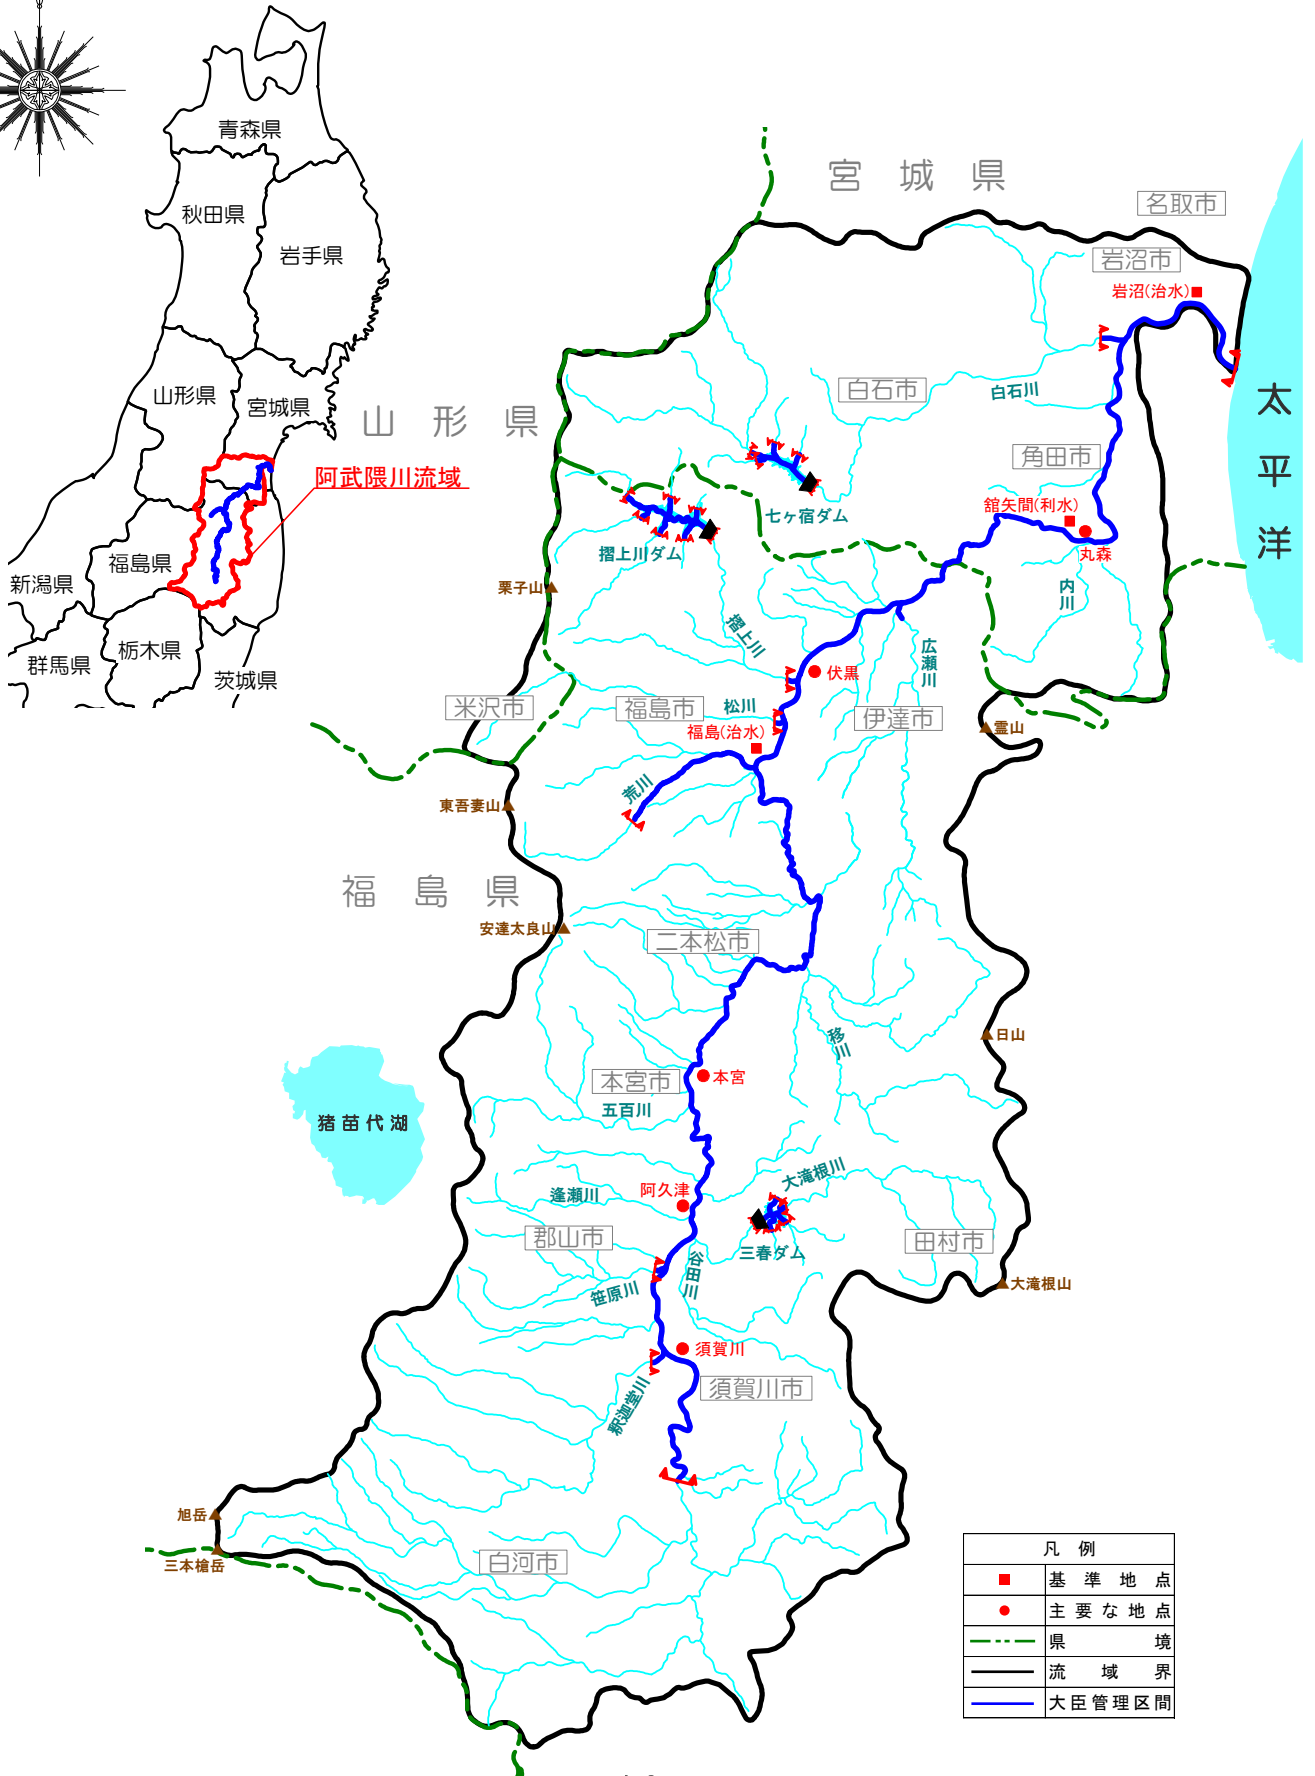 青森県
秋田県
岩手県
山形県
宮城県
阿武隈川流域
福島県
新潟県
群馬県
栃木県
茨城県
宮城県
名取市
岩沼市
岩沼(治水)
山形県
白石市
白石川
太平洋
角田市
舘矢間(利水)
丸森
七ヶ宿ダム
摺上川ダム
栗子山
内川
摺上川
広瀬川
伏黒
米沢市
福島市
松川
伊達市
福島(治水)
霊山
荒川
東吾妻山
福島県
安達太良山
二本松市
移川
日山
本宮市
本宮
五百川
猪苗代湖
大滝根川
逢瀬川
阿久津
郡山市
田村市
三春ダム
谷田川
笹原川
大滝根山
須賀川
須賀川市
釈迦堂川
旭岳
三本槍岳
白河市
凡例
基準地点
主要な地点
県境
流域界
大臣管理区間